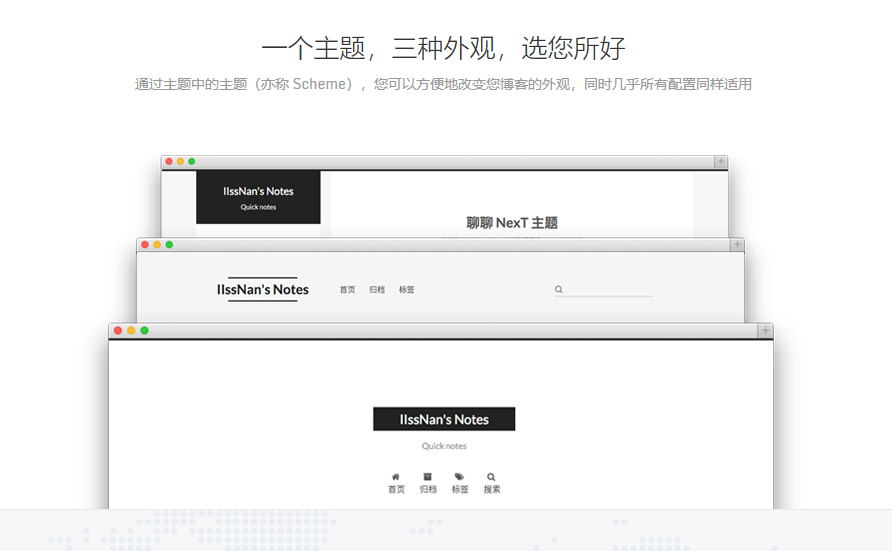 一个主题，三种外观，选您所好
通过主题中的主题（亦称 Scheme），您可以方便地改变您博客的外观，同时几乎所有配置同样适用
IIssNan's Notes
Quick notes
聊聊 NexT 主题
IIssNan's Notes 首页 归档 标签
IIssNan's Notes
Quick notes
首页 归档 标签 搜索